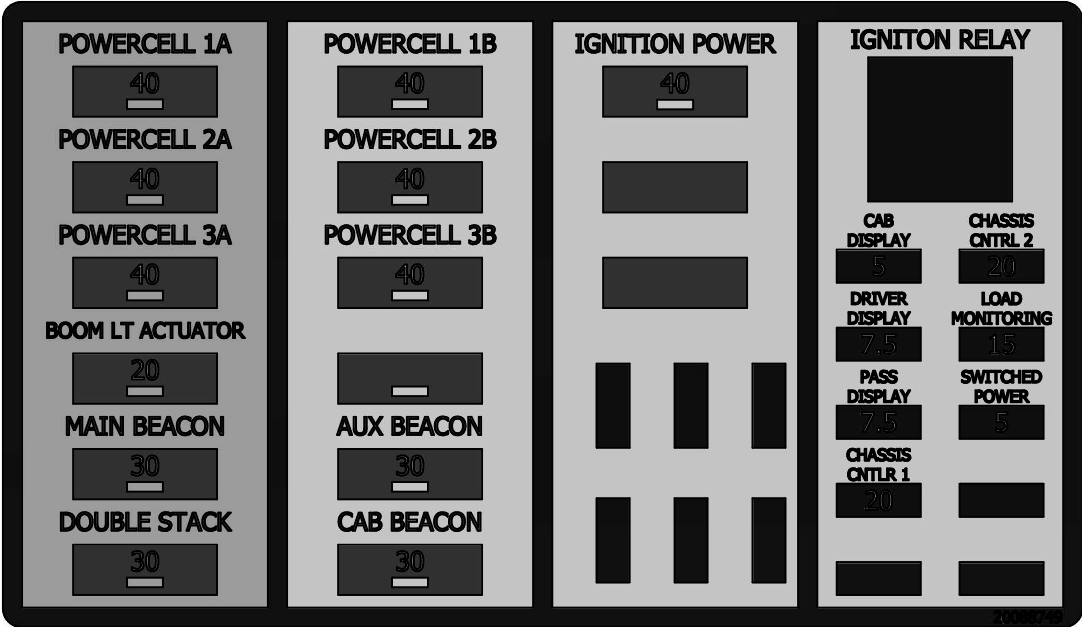 POWERCELL 1A
40
POWERCELL 2A
40
POWERCELL 3A
40
BOOM LT ACTUATOR
20
MAIN BEACON
30
DOUBLE STACK
30
POWERCELL 1B
40
POWERCELL 2B
40
POWERCELL 3B
40
AUX BEACON
30
CAB BEACON
30
IGNITION POWER
40
IGNITON RELAY
CAB
DISPLAY
5
CHASSIS
CNTRL 2
20
DRIVER
DISPLAY
7.5
LOAD
MONITORING
15
PASS
DISPLAY
7.5
SWITCHED
POWER
5
CHASSIS
CNTLR 1
20
20088749